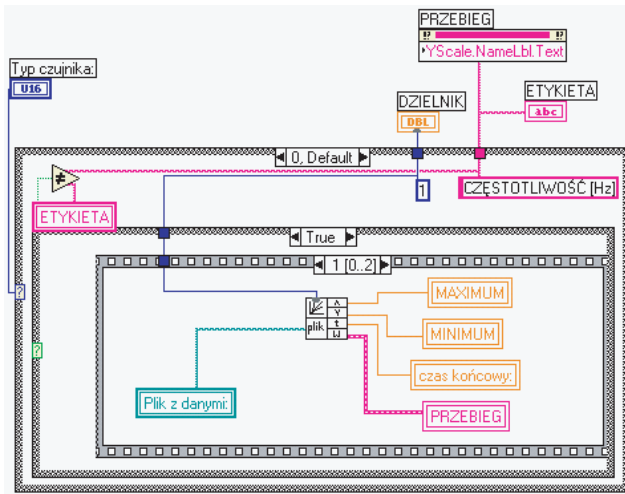 PRZEBIEG
!? !?
YScale.NameLbl.Text
Typ czujnika:
U16
DZIELNIK
DBL
ETYKIETA
abc
0, Default
≠
1
CZĘSTOTLIWOŚĆ [Hz]
ETYKIETA
True
1 [0..2]
?
MAXIMUM
X
Y
plik
t
W
MINIMUM
?
czas końcowy:
Plik z danymi:
PRZEBIEG